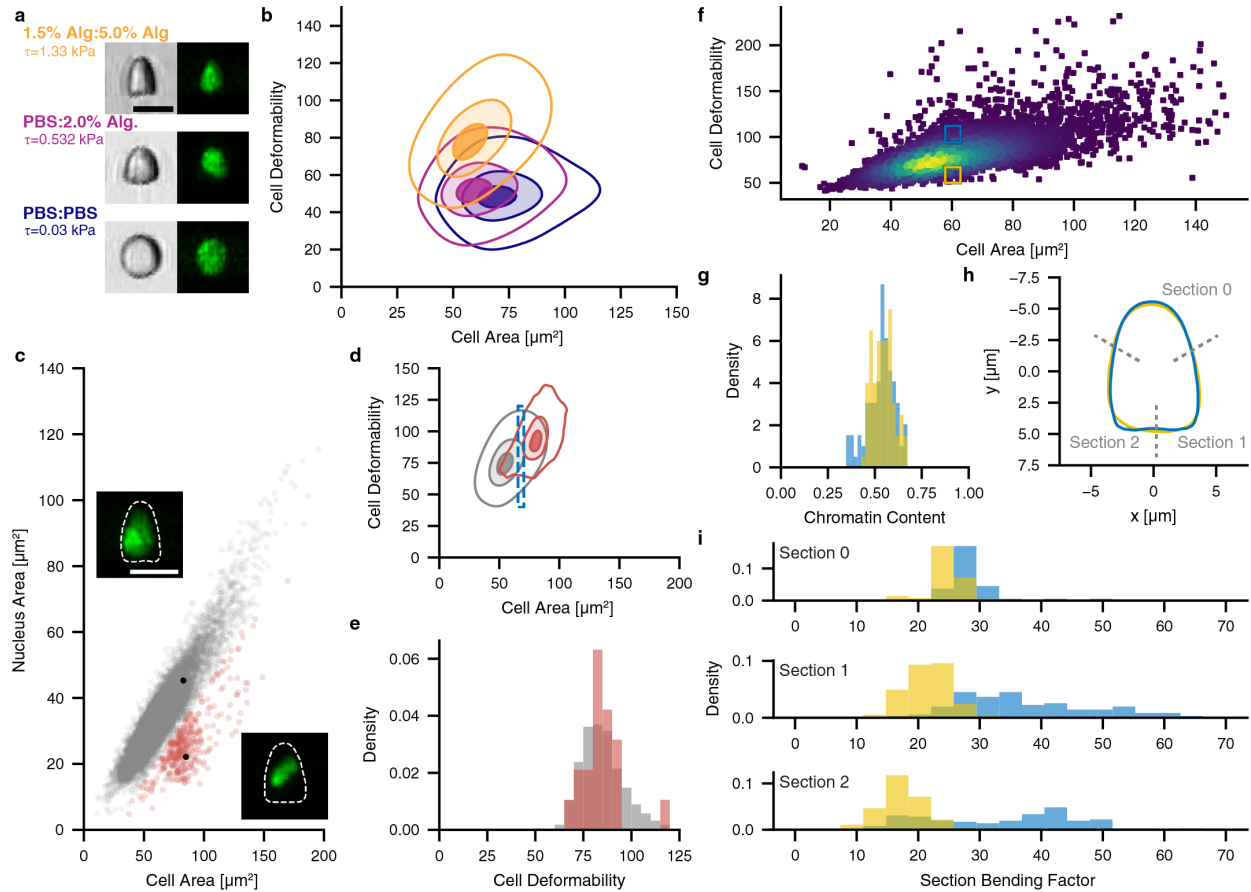 a
1.5% Alg:5.0% Alg
τ=1.33 kPa
PBS:2.0% Alg.
τ=0.532 kPa
PBS:PBS
τ=0.03 kPa
b
Cell Deformability
140
120
100
80
60
40
20
0
0 25 50 75 100 125 150
Cell Area [µm²]
c
Nucleus Area [µm²]
140
120
100
80
60
40
20
0
0 50 100 150 200
Cell Area [µm²]
d
Cell Deformability
150
125
100
75
50
25
0
0 50 100 150 200
Cell Area [µm²]
e
Density
0.06
0.04
0.02
0.00
0 25 50 75 100 125
Cell Deformability
f
Cell Deformability
200
150
100
50
20 40 60 80 100 120 140
Cell Area [µm²]
g
Density
8
6
4
2
0
0.00 0.25 0.50 0.75 1.00
Chromatin Content
h
y [µm]
−7.5
−5.0
−2.5
0.0
2.5
5.0
7.5
Section 0
Section 2
Section 1
−5 0 5
x [µm]
i
Density
Section 0
0.1
0.0
0 10 20 30 40 50 60 70
Section 1
0.1
0.0
0 10 20 30 40 50 60 70
Section 2
0.1
0.0
0 10 20 30 40 50 60 70
Section Bending Factor